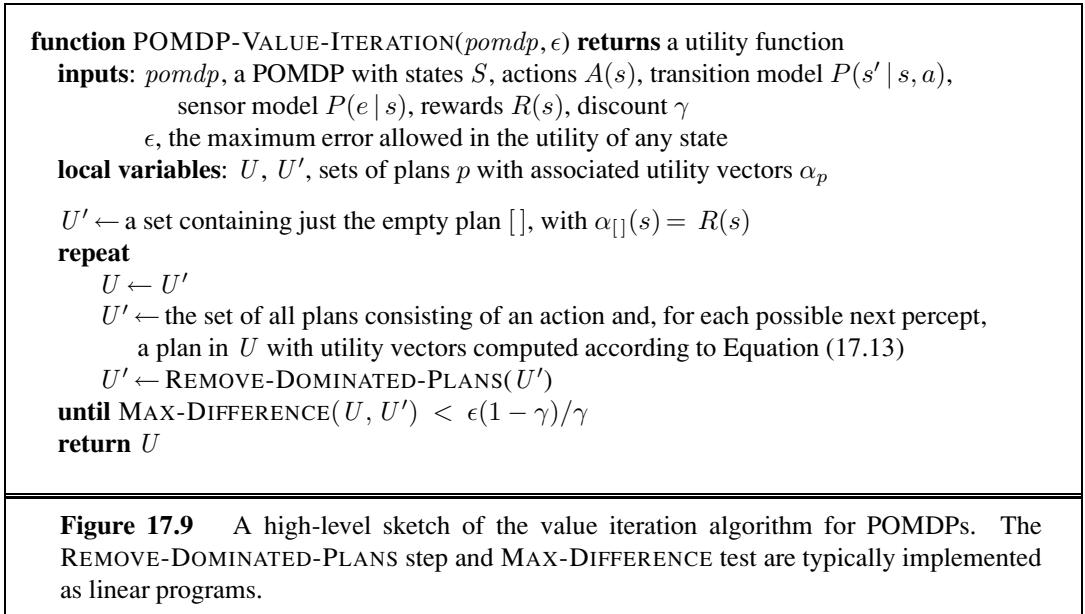 function POMDP-VALUE-ITERATION(pomdp, ϵ) returns a utility function
inputs: pomdp, a POMDP with states S, actions A(s), transition model P(s′ | s, a),
sensor model P(e | s), rewards R(s), discount γ
ϵ, the maximum error allowed in the utility of any state
local variables: U, U′, sets of plans p with associated utility vectors αp
U′ ← a set containing just the empty plan [ ], with α[ ](s) = R(s)
repeat
U ← U′
U′ ← the set of all plans consisting of an action and, for each possible next percept,
a plan in U with utility vectors computed according to Equation (17.13)
U′ ← REMOVE-DOMINATED-PLANS(U′)
until MAX-DIFFERENCE(U, U′) < ϵ(1 − γ)/γ
return U
Figure 17.9 A high-level sketch of the value iteration algorithm for POMDPs. The
REMOVE-DOMINATED-PLANS step and MAX-DIFFERENCE test are typically implemented
as linear programs.